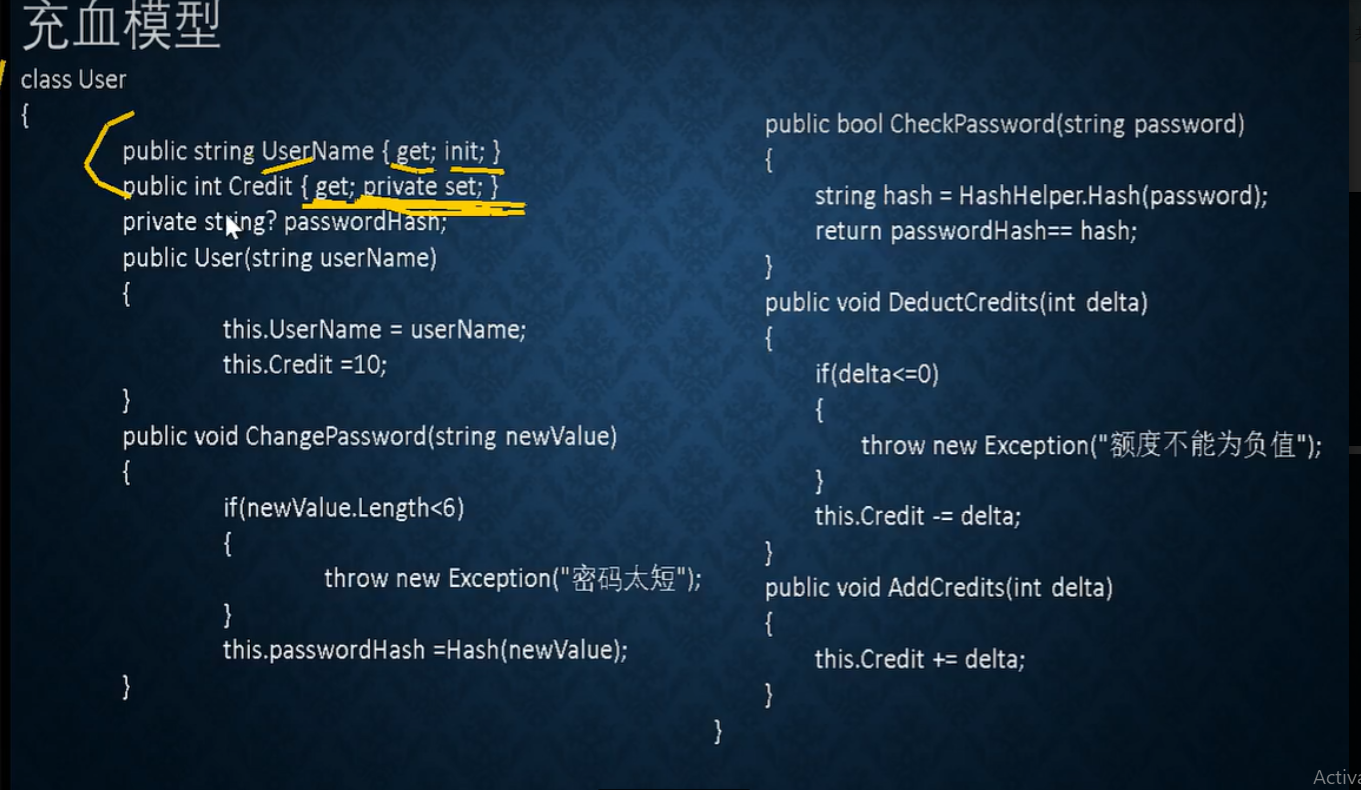 充血模型
class User
{
public string UserName { get; init; }
public int Credit { get; private set; }
private string? passwordHash;
public User(string userName)
{
this.UserName = userName;
this.Credit =10;
}
public void ChangePassword(string newValue)
{
if(newValue.Length<6)
{
throw new Exception("密码太短");
}
this.passwordHash =Hash(newValue);
}
public bool CheckPassword(string password)
{
string hash = HashHelper.Hash(password);
return passwordHash== hash;
}
public void DeductCredits(int delta)
{
if(delta<=0)
{
throw new Exception("额度不能为负值");
}
this.Credit -= delta;
}
public void AddCredits(int delta)
{
this.Credit += delta;
}
}
Activa